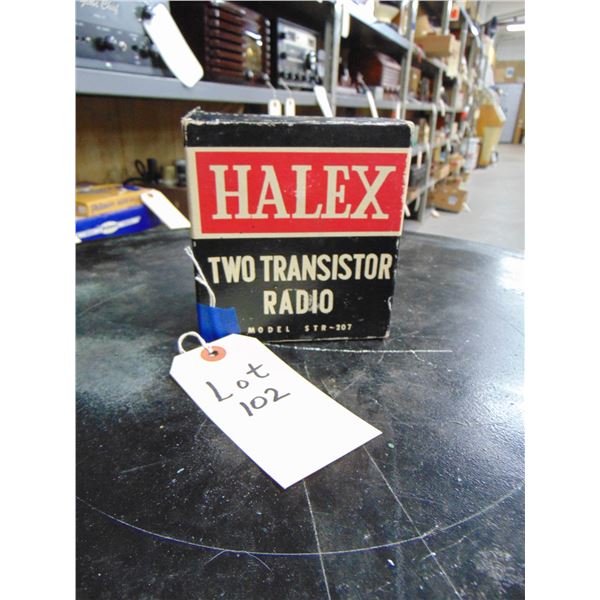 HALEX
TWO TRANSISTOR
RADIO
MODEL STR-207
Lot
102